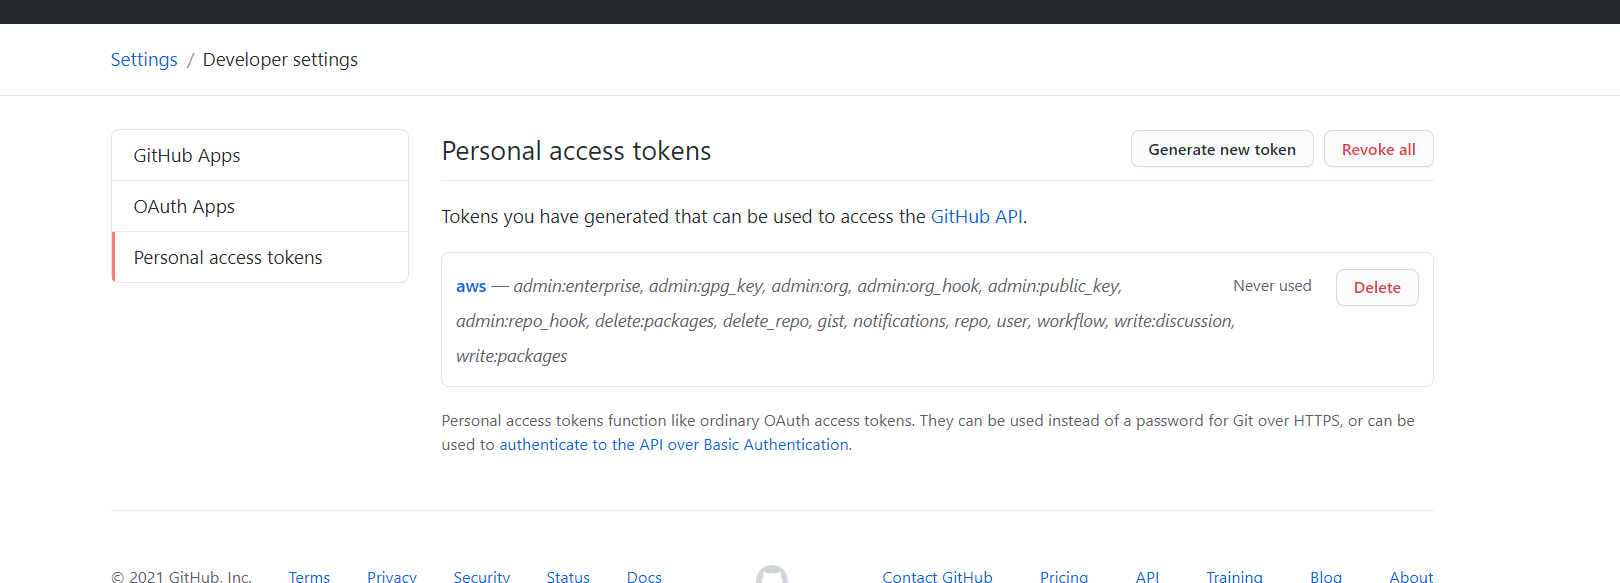 Settings / Developer settings
GitHub Apps
OAuth Apps
Personal access tokens
Personal access tokens
Generate new token
Revoke all
Tokens you have generated that can be used to access the GitHub API.
aws — admin:enterprise, admin:gpg_key, admin:org, admin:org_hook, admin:public_key,
admin:repo_hook, delete:packages, delete_repo, gist, notifications, repo, user, workflow, write:discussion,
write:packages
Never used
Delete
Personal access tokens function like ordinary OAuth access tokens. They can be used instead of a password for Git over HTTPS, or can be
used to authenticate to the API over Basic Authentication.
© 2021 GitHub, Inc. Terms Privacy Security Status Docs Contact GitHub Pricing API Training Blog About